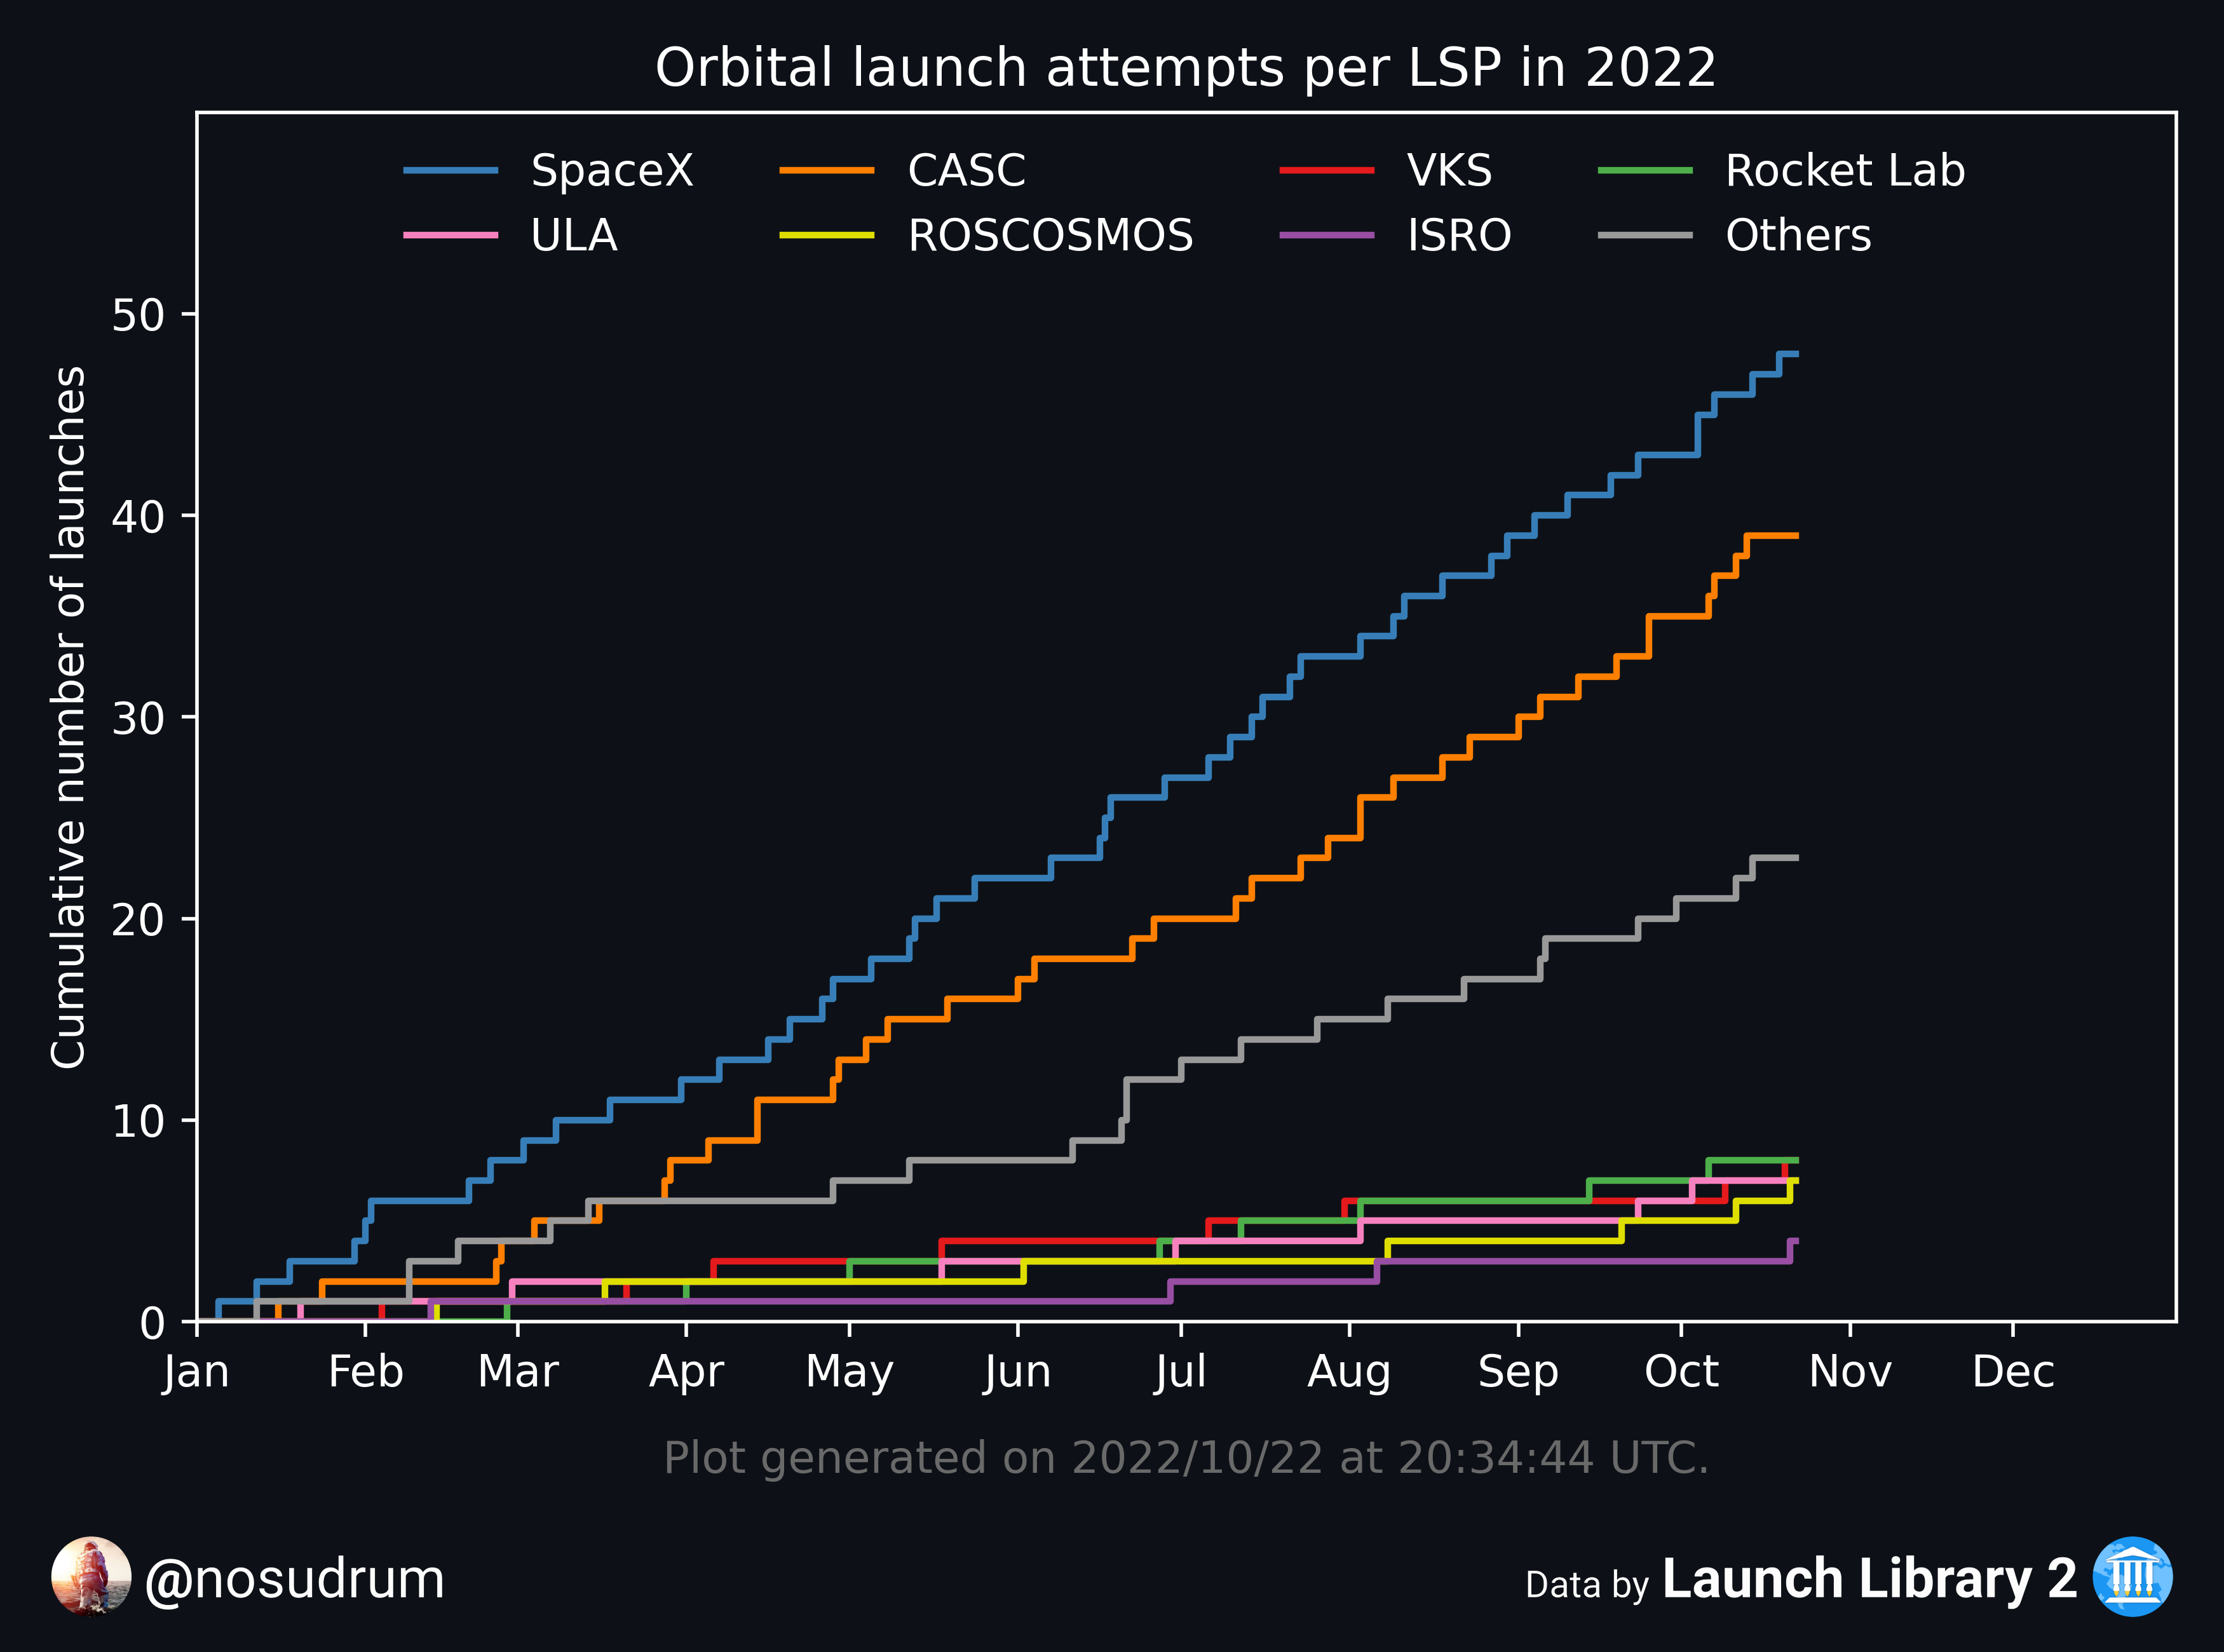 Orbital launch attempts per LSP in 2022
SpaceX CASC VKS Rocket Lab
ULA ROSCOSMOS ISRO Others
Cumulative number of launches
50
40
30
20
10
0
Jan Feb Mar Apr May Jun Jul Aug Sep Oct Nov Dec
Plot generated on 2022/10/22 at 20:34:44 UTC.
@nosudrum
Data by Launch Library 2